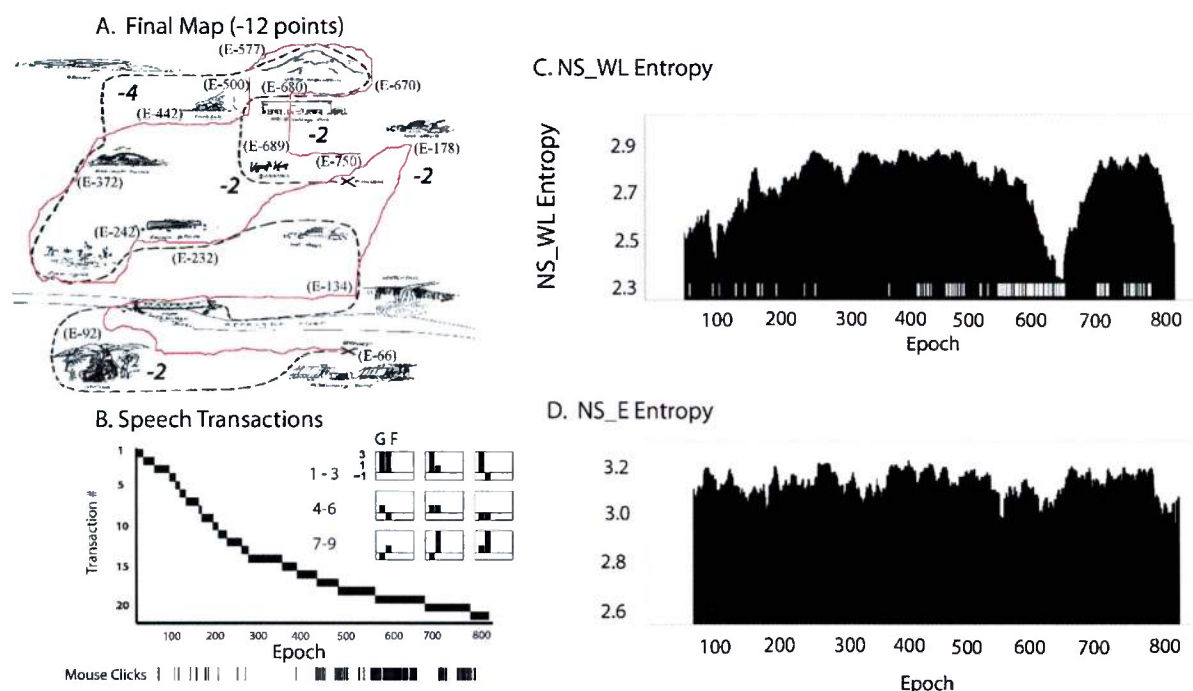 A. Final Map (-12 points)
(E-577)
(E-500)
(E-680)
(E-670)
-4
(E-442)
-2
(E-689)
(E-178)
(E-750)
-2
-2
(E-372)
(E-242)
(E-232)
(E-134)
(E-92)
(E-66)
-2
B. Speech Transactions
Transaction #
1
5
10
15
20
G F
3
1
-1
1 - 3
4-6
7-9
100 200 300 400 500 600 700 800
Epoch
Mouse Clicks
C. NS_WL Entropy
NS_WL Entropy
2.9
2.7
2.5
2.3
100 200 300 400 500 600 700 800
Epoch
D. NS_E Entropy
3.2
3.0
2.8
2.6
100 200 300 400 500 600 700 800
Epoch